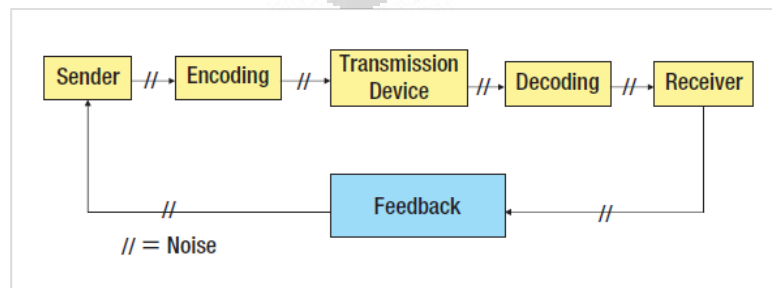 Sender
//
Encoding
//
Transmission
Device
//
Decoding
//
Receiver
Feedback
//
//
// = Noise